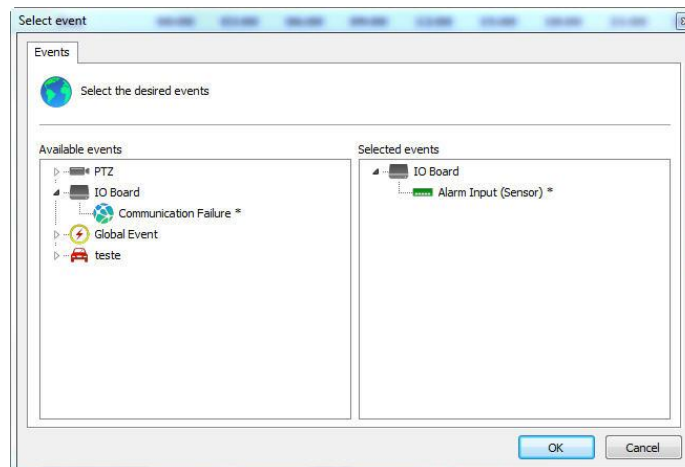 Select event
Events
Select the desired events
Available events
PTZ
IO Board
Communication Failure *
Global Event
teste
Selected events
IO Board
Alarm Input (Sensor) *
OK
Cancel